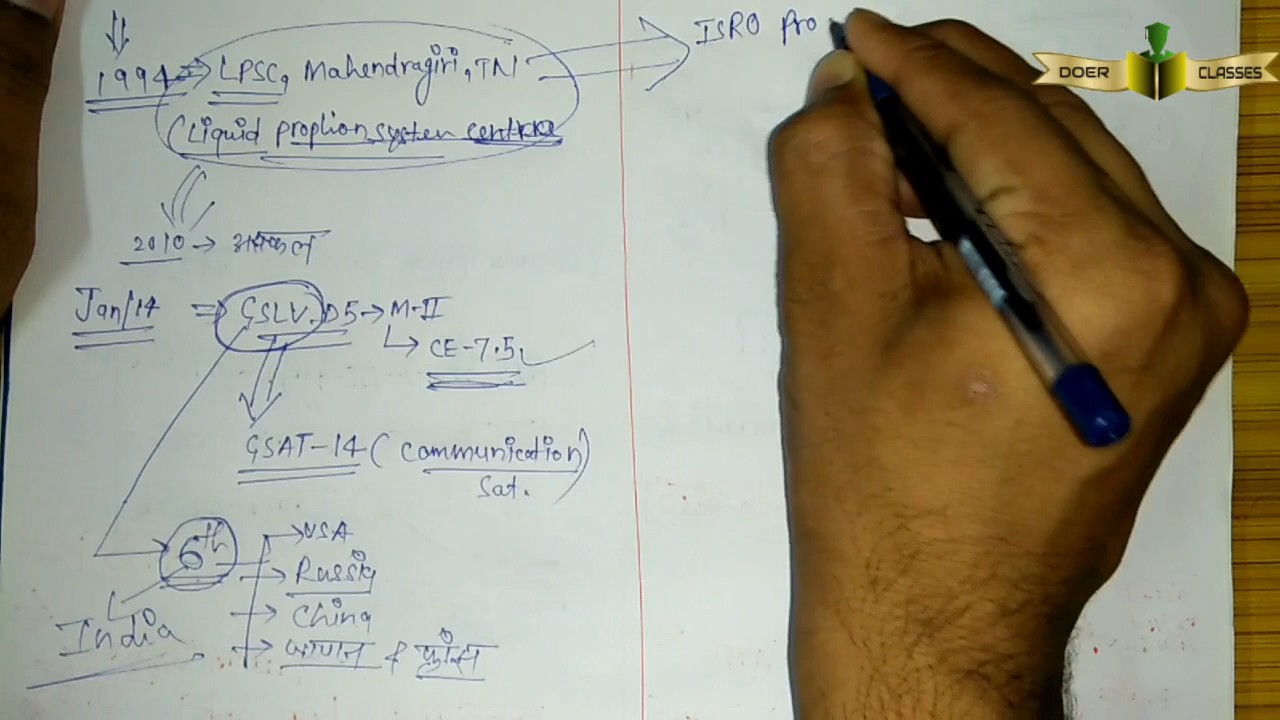 1994 => LPSC, Mahendragiri, TN
(Liquid proplion system centre
2010 → असफल
Jan/14 => GSLV-D5 → M-II
↳ CE-7.5
GSAT-14 (Communication)
Sat.
6th
→ USA
→ Russia
→ China
→ जापान & फ्रांस
India
ISRO Pro
DOER CLASSES